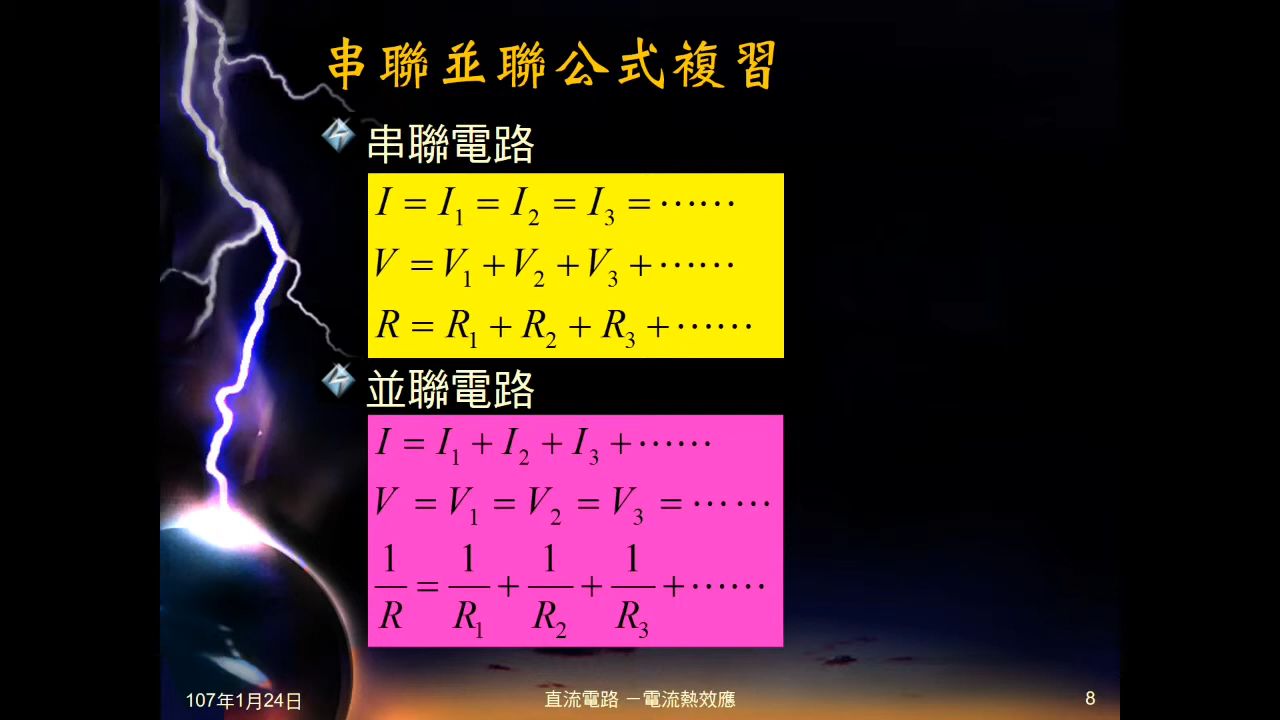 串聯並聯公式複習
串聯電路
I = I₁ = I₂ = I₃ = ⋯⋯
V = V₁ + V₂ + V₃ + ⋯⋯
R = R₁ + R₂ + R₃ + ⋯⋯
並聯電路
I = I₁ + I₂ + I₃ + ⋯⋯
V = V₁ = V₂ = V₃ = ⋯⋯
1/R = 1/R₁ + 1/R₂ + 1/R₃ + ⋯⋯
107年1月24日
直流電路 －電流熱效應
8